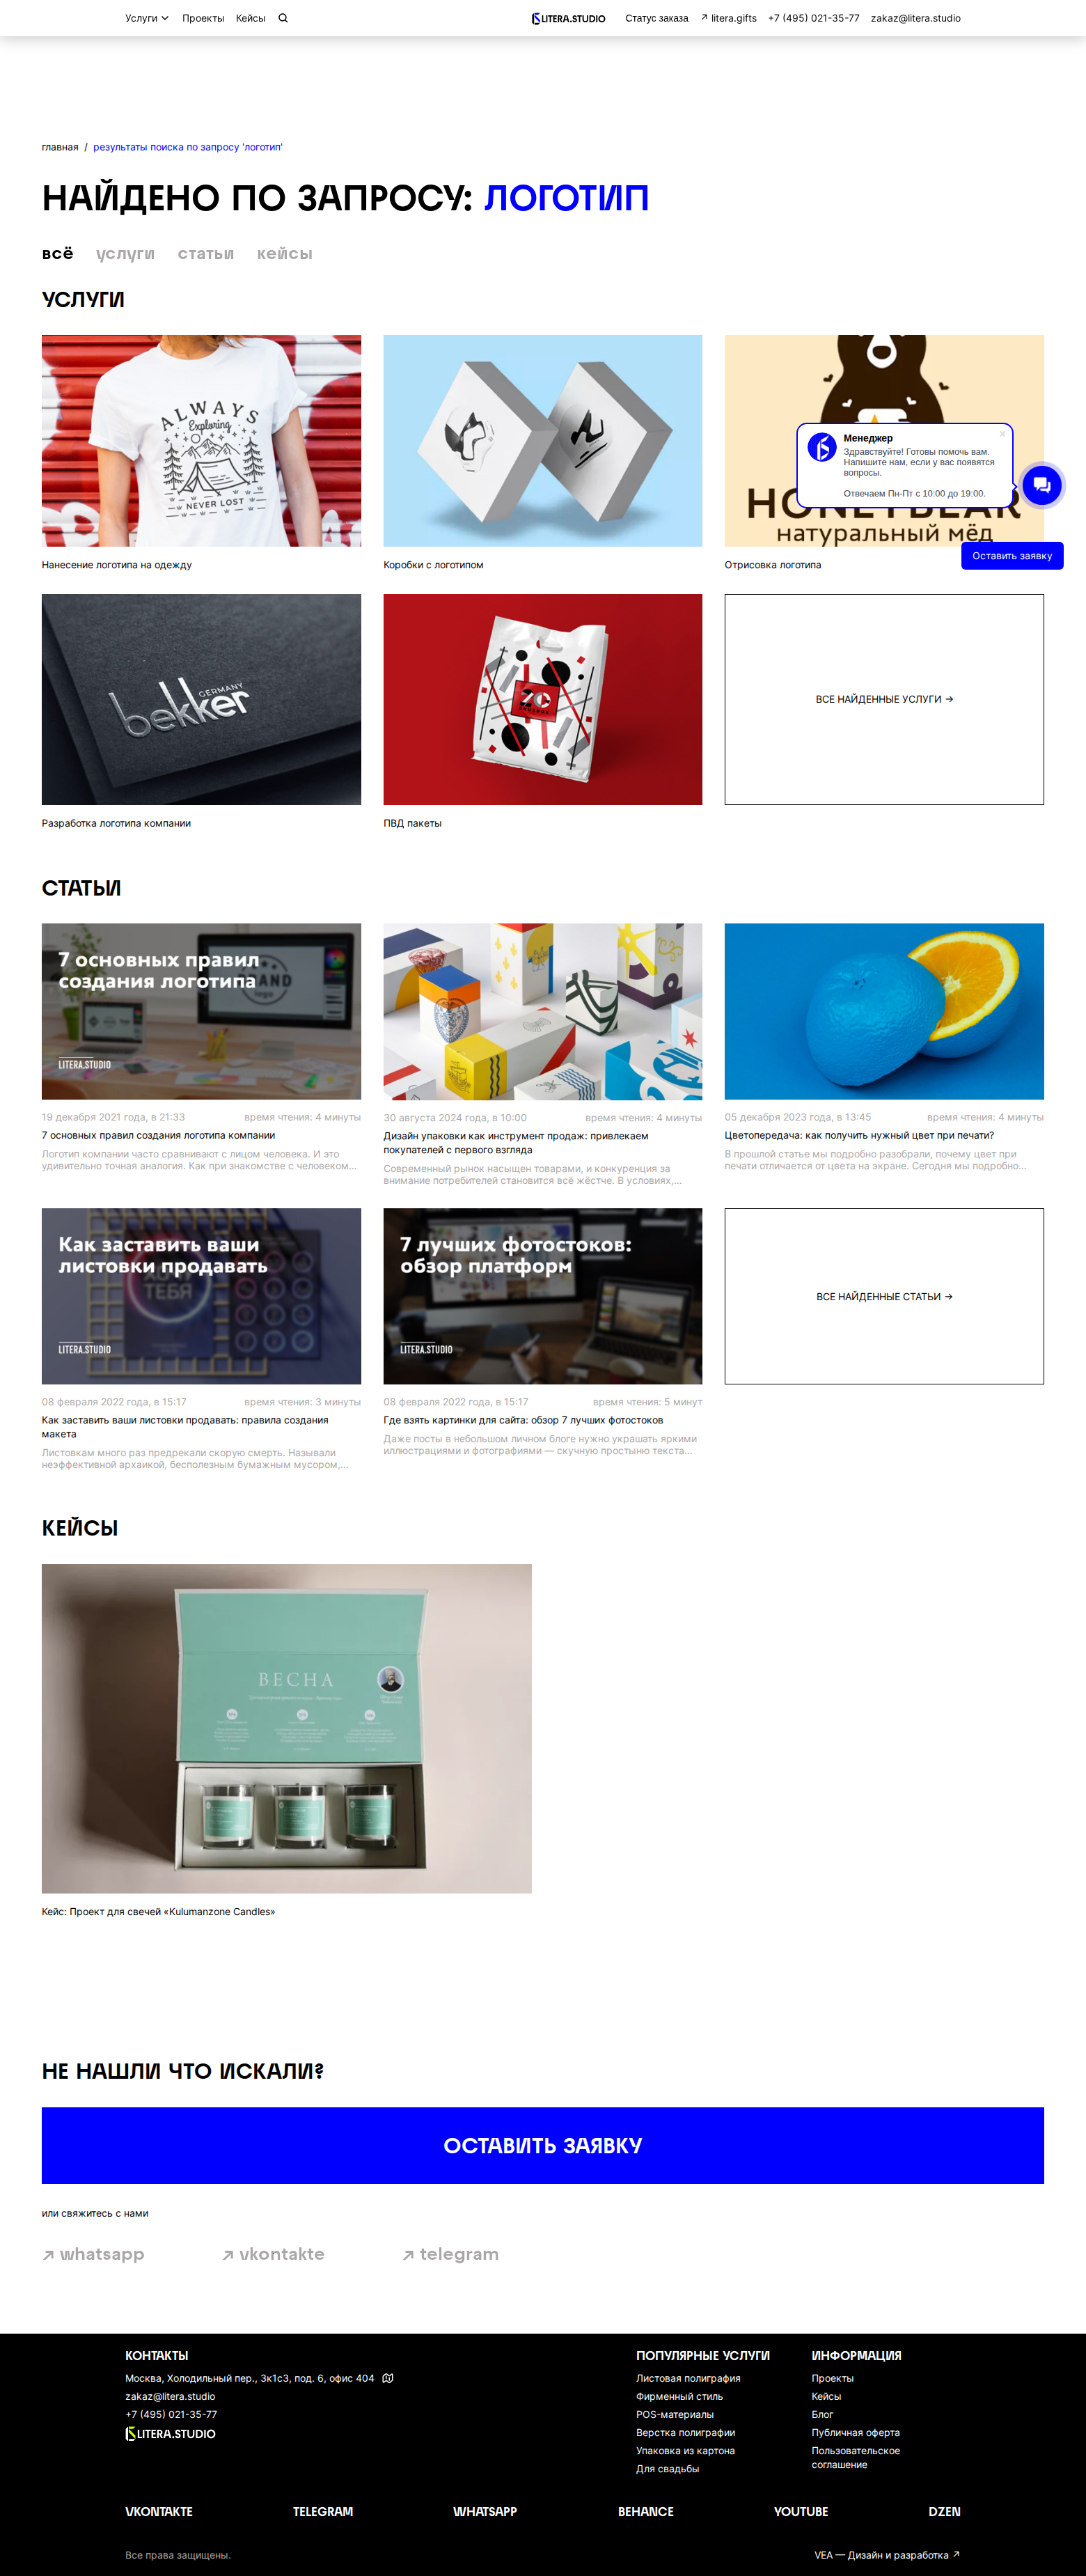 Услуги Проекты Кейсы LITERA.STUDIO Статус заказа litera.gifts +7 (495) 021-35-77 zakaz@litera.studio
главная / результаты поиска по запросу 'логотип'
НАЙДЕНО ПО ЗАПРОСУ: ЛОГОТИП
всё услуги статьи кейсы
УСЛУГИ
ALWAYS
Exploring
NEVER LOST
HONEYBEAR
натуральный мёд
Менеджер
Здравствуйте! Готовы помочь вам.
Напишите нам, если у вас появятся
вопросы.
Отвечаем Пн-Пт с 10:00 до 19:00.
Оставить заявку
Нанесение логотипа на одежду
Коробки с логотипом
Отрисовка логотипа
bekker
GERMANY
ВСЕ НАЙДЕННЫЕ УСЛУГИ →
Разработка логотипа компании
ПВД пакеты
СТАТЬИ
7 основных правил
создания логотипа
LITERA.STUDIO
19 декабря 2021 года, в 21:33 время чтения: 4 минуты
7 основных правил создания логотипа компании
Логотип компании часто сравнивают с лицом человека. И это
удивительно точная аналогия. Как при знакомстве с человеком...
30 августа 2024 года, в 10:00 время чтения: 4 минуты
Дизайн упаковки как инструмент продаж: привлекаем
покупателей с первого взгляда
Современный рынок насыщен товарами, и конкуренция за
внимание потребителей становится всё жёстче. В условиях,...
05 декабря 2023 года, в 13:45 время чтения: 4 минуты
Цветопередача: как получить нужный цвет при печати?
В прошлой статье мы подробно разобрали, почему цвет при
печати отличается от цвета на экране. Сегодня мы подробно...
Как заставить ваши
листовки продавать
LITERA.STUDIO
7 лучших фотостоков:
обзор платформ
LITERA.STUDIO
ВСЕ НАЙДЕННЫЕ СТАТЬИ →
08 февраля 2022 года, в 15:17 время чтения: 3 минуты
Как заставить ваши листовки продавать: правила создания
макета
Листовкам много раз предрекали скорую смерть. Называли
неэффективной архаикой, бесполезным бумажным мусором,...
08 февраля 2022 года, в 15:17 время чтения: 5 минут
Где взять картинки для сайта: обзор 7 лучших фотостоков
Даже посты в небольшом личном блоге нужно украшать яркими
иллюстрациями и фотографиями — скучную простыню текста...
КЕЙСЫ
ВЕСНА
Кейс: Проект для свечей «Kulumanzone Candles»
НЕ НАШЛИ ЧТО ИСКАЛИ?
ОСТАВИТЬ ЗАЯВКУ
или свяжитесь с нами
whatsapp vkontakte telegram
КОНТАКТЫ
Москва, Холодильный пер., 3к1с3, под. 6, офис 404
zakaz@litera.studio
+7 (495) 021-35-77
LITERA.STUDIO
ПОПУЛЯРНЫЕ УСЛУГИ
Листовая полиграфия
Фирменный стиль
POS-материалы
Верстка полиграфии
Упаковка из картона
Для свадьбы
ИНФОРМАЦИЯ
Проекты
Кейсы
Блог
Публичная оферта
Пользовательское
соглашение
VKONTAKTE TELEGRAM WHATSAPP BEHANCE YOUTUBE DZEN
Все права защищены. VEA — Дизайн и разработка